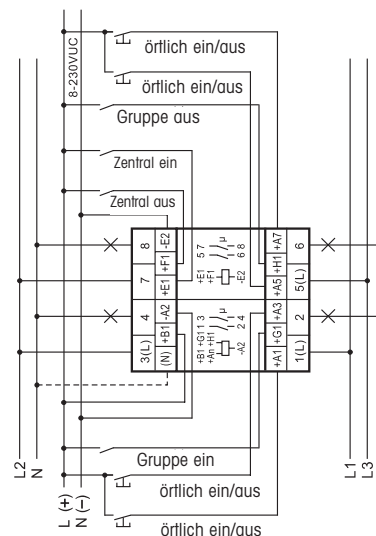 8-230VUC
örtlich ein/aus
örtlich ein/aus
Gruppe aus
Zentral ein
Zentral aus
8 -E2
7 +F1
+E1
4 -A2
3(L) +B1
(N)
5 7
µ
6 8
+E1
+F1
-E2
1 3
µ
2 4
+B1 +G1
+An +H1
-A2
+A7 6
+H1
+A5 5(L)
+A3 2
+G1
+A1 1(L)
Gruppe ein
örtlich ein/aus
örtlich ein/aus
L2
N
L (+)
N (-)
L1
L3